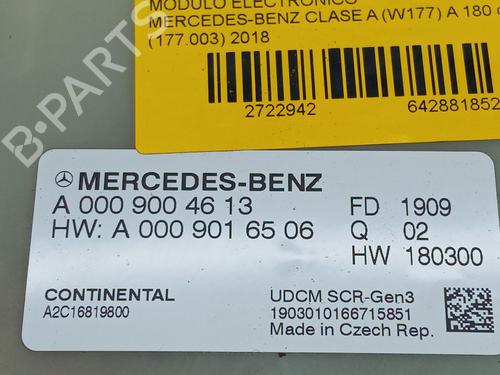 MODULO ELECTRONICO
MERCEDES-BENZ CLASE A (W177) A 180
(177.003) 2018
2722942
642881852
MERCEDES-BENZ
A 000 900 46 13
HW: A 000 901 65 06
FD 1909
Q 02
HW 180300
CONTINENTAL
A2C16819800
UDCM SCR-Gen3
1903010166715851
Made in Czech Rep.
B-PARTS